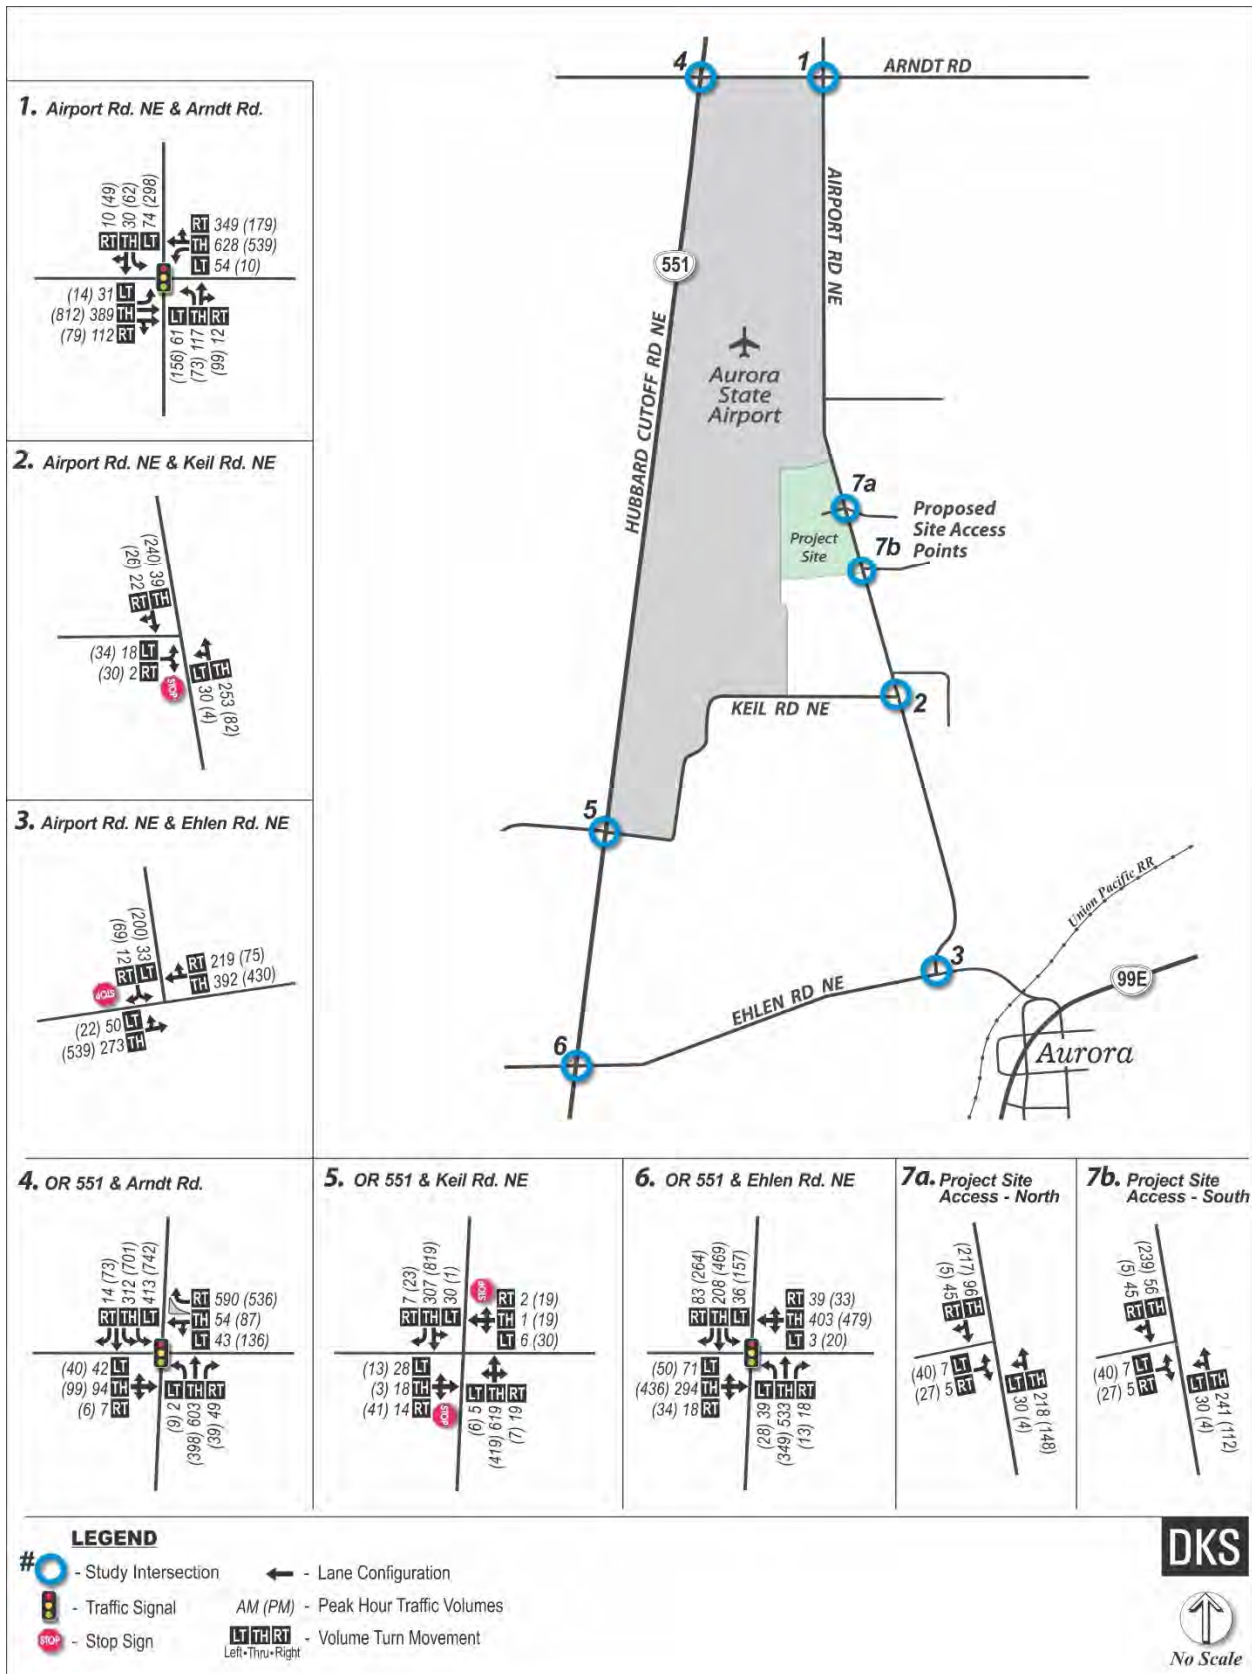 4
1
ARNDT RD
AIRPORT RD NE
551
HUBBARD CUTOFF RD NE
Aurora
State
Airport
7a
Proposed
Site Access
Points
7b
Project
Site
KEIL RD NE
2
5
3
EHLEN RD NE
6
Union Pacific RR
99E
Aurora
1. Airport Rd. NE & Arndt Rd.
10 (49)
30 (62)
74 (298)
RT TH LT
RT 349 (179)
TH 628 (539)
LT 54 (10)
(14) 31 LT
(812) 389 TH
(79) 112 RT
LT TH RT
(156) 61
(73) 117
(99) 12
2. Airport Rd. NE & Keil Rd. NE
(26) 22
(240) 39
RT TH
(34) 18 LT
(30) 2 RT
STOP
LT TH
30 (4)
253 (82)
3. Airport Rd. NE & Ehlen Rd. NE
(69) 12
(200) 33
RT LT
STOP
RT 219 (75)
TH 392 (430)
(22) 50 LT
(539) 273 TH
4. OR 551 & Arndt Rd.
14 (73)
312 (701)
413 (742)
RT TH LT
RT 590 (536)
TH 54 (87)
LT 43 (136)
(40) 42 LT
(99) 94 TH
(6) 7 RT
LT TH RT
(9) 2
(398) 603
(39) 49
5. OR 551 & Keil Rd. NE
7 (23)
307 (819)
30 (1)
RT TH LT
STOP
RT 2 (19)
TH 1 (19)
LT 6 (30)
(13) 28 LT
(3) 18 TH
(41) 14 RT
STOP
LT TH RT
(6) 5
(419) 619
(7) 19
6. OR 551 & Ehlen Rd. NE
83 (264)
208 (469)
36 (157)
RT TH LT
RT 39 (33)
TH 403 (479)
LT 3 (20)
(50) 71 LT
(436) 294 TH
(34) 18 RT
LT TH RT
(28) 39
(349) 533
(13) 18
7a. Project Site
Access - North
(5) 45
(217) 96
RT TH
(40) 7 LT
(27) 5 RT
LT TH
30 (4)
218 (148)
7b. Project Site
Access - South
(5) 45
(239) 56
RT TH
(40) 7 LT
(27) 5 RT
LT TH
30 (4)
241 (112)
LEGEND
# - Study Intersection
- Lane Configuration
- Traffic Signal
AM (PM) - Peak Hour Traffic Volumes
STOP - Stop Sign
LT TH RT - Volume Turn Movement
Left•Thru•Right
DKS
No Scale